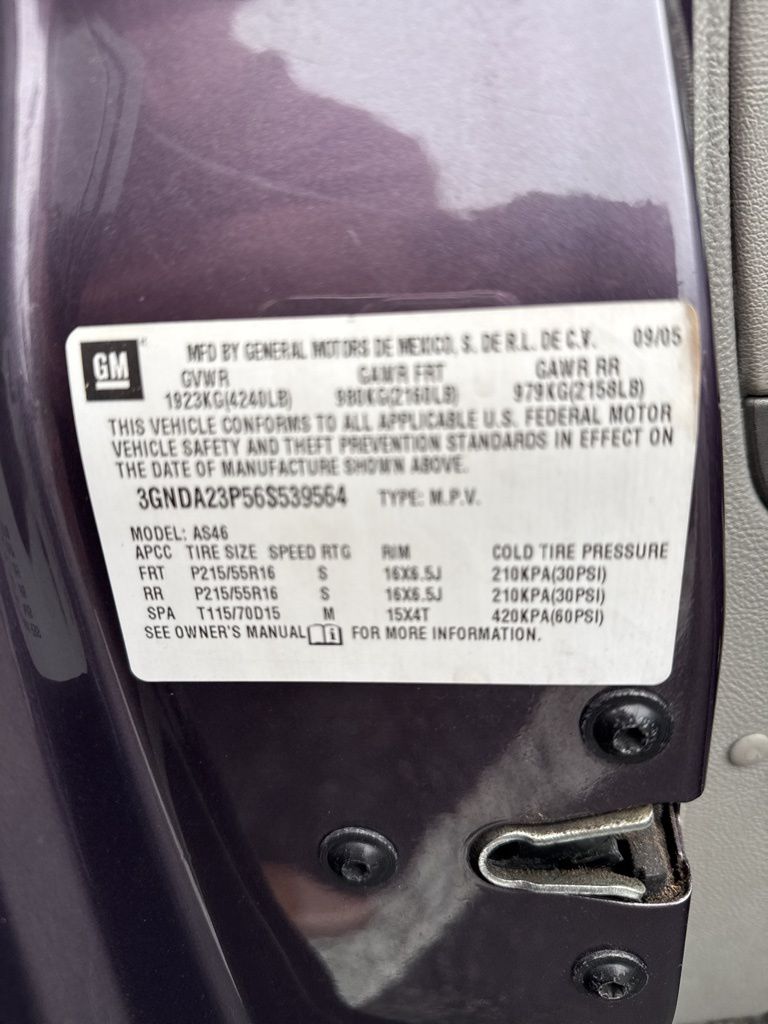 GM
MFD BY GENERAL MOTORS DE MEXICO, S. DE R.L. DE C.V. 09/05
GVWR GAWR FRT GAWR RR
1923KG(4240LB) 980KG(2160LB) 979KG(2158LB)
THIS VEHICLE CONFORMS TO ALL APPLICABLE U.S. FEDERAL MOTOR
VEHICLE SAFETY AND THEFT PREVENTION STANDARDS IN EFFECT ON
THE DATE OF MANUFACTURE SHOWN ABOVE.
3GNDA23P56S539564 TYPE: M.P.V.
MODEL: AS46
APCC TIRE SIZE SPEED RTG RIM COLD TIRE PRESSURE
FRT P215/55R16 S 16X6.5J 210KPA(30PSI)
RR P215/55R16 S 16X6.5J 210KPA(30PSI)
SPA T115/70D15 M 15X4T 420KPA(60PSI)
SEE OWNER'S MANUAL FOR MORE INFORMATION.